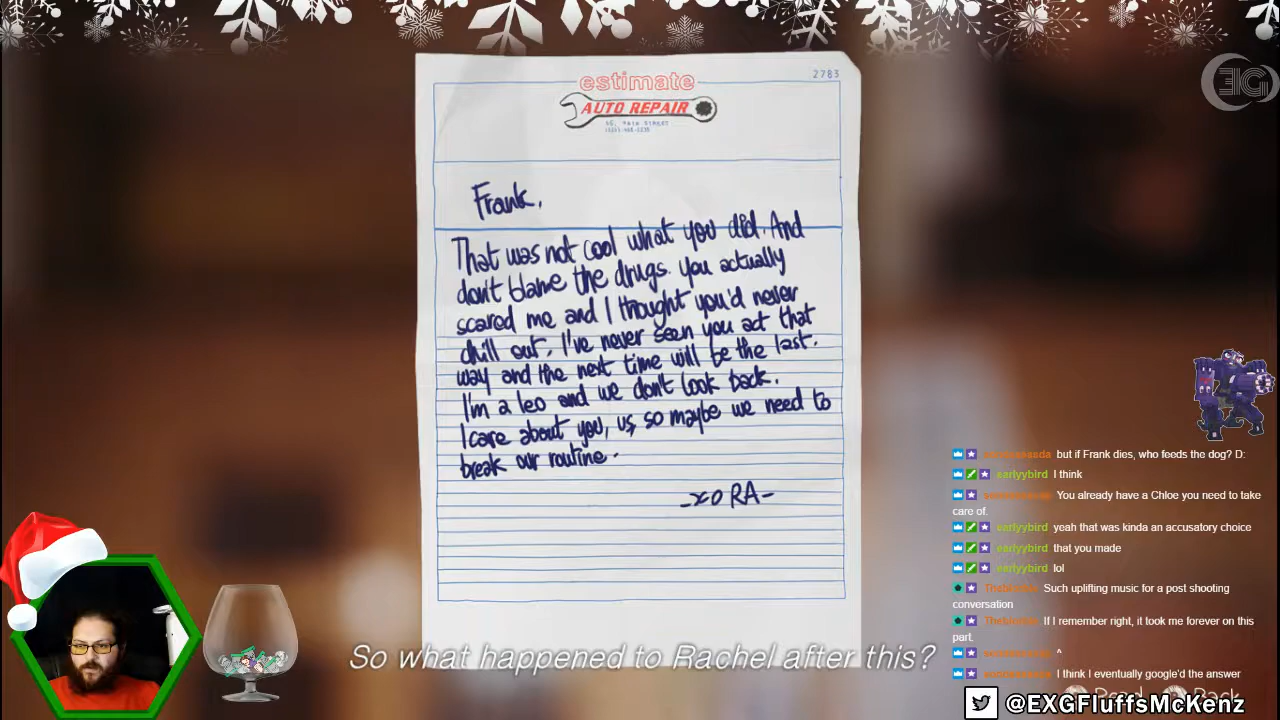 estimate
2783
AUTO REPAIR
Frank,
That was not cool what you did. And
don't blame the drugs. You actually
scared me and I thought you'd never
chill out. I've never seen you act that
way and the next time will be the last.
I'm a leo and we don't look back.
I care about you, us, so maybe we need to
break our routine.
-xo RA-
So what happened to Rachel after this?
but if Frank dies, who feeds the dog? D:
earlyybird I think
You already have a Chloe you need to take
care of.
earlyybird yeah that was kinda an accusatory choice
earlyybird that you made
earlyybird lol
Such uplifting music for a post shooting
conversation
If I remember right, it took me forever on this
part.
^
I think I eventually google'd the answer
Back
@EXGFluffsMcKenz